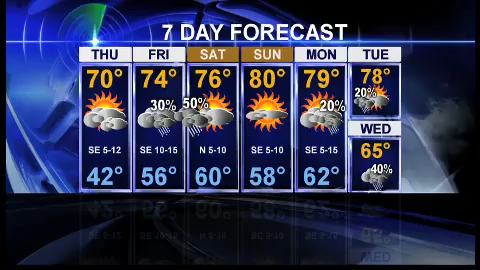 7 DAY FORECAST
THU FRI SAT SUN MON TUE
70° 74° 76° 80° 79° 78°
30% 50% 20% 20%
SE 5-12 SE 10-15 N 5-10 SE 5-10 SE 5-15
42° 56° 60° 58° 62°
WED
65°
40%